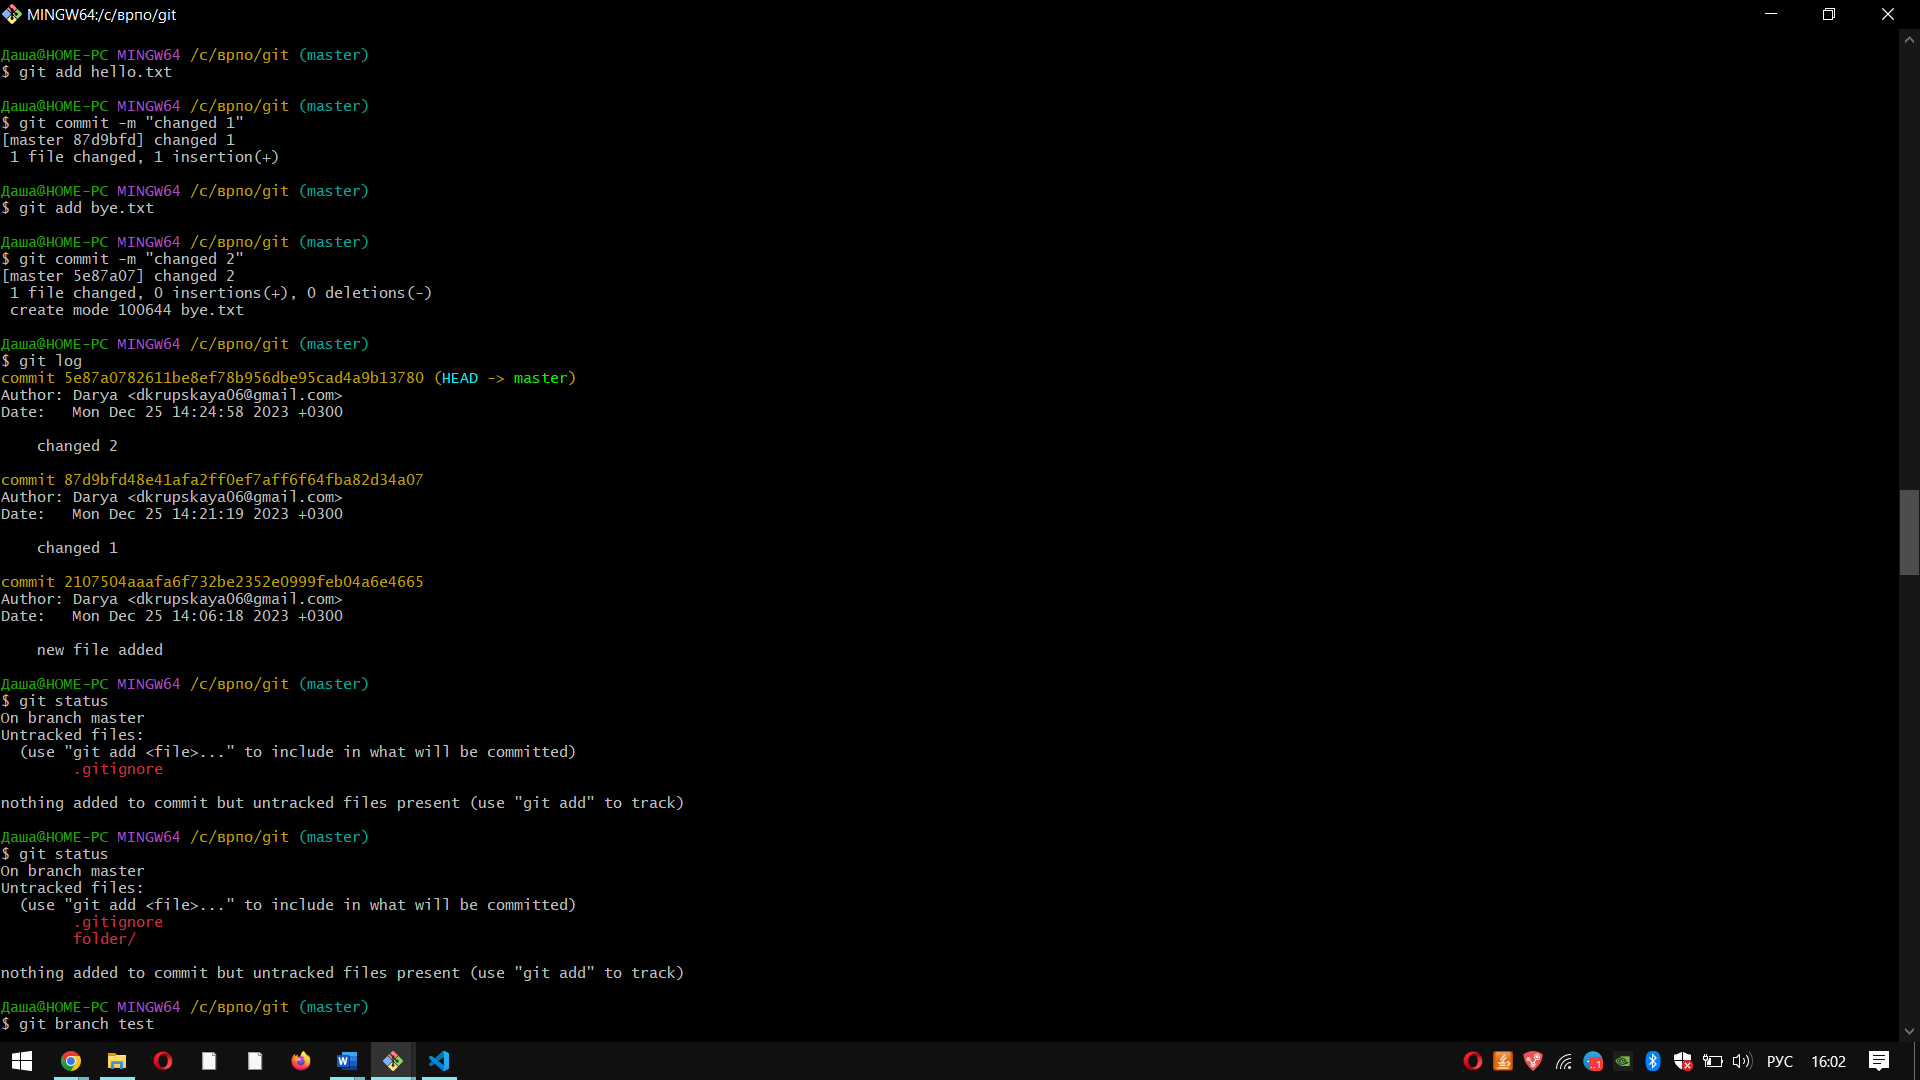 MINGW64:/c/врпо/git
Даша@HOME-PC MINGW64 /c/врпо/git (master)
$ git add hello.txt
Даша@HOME-PC MINGW64 /c/врпо/git (master)
$ git commit -m "changed 1"
[master 87d9bfd] changed 1
 1 file changed, 1 insertion(+)
Даша@HOME-PC MINGW64 /c/врпо/git (master)
$ git add bye.txt
Даша@HOME-PC MINGW64 /c/врпо/git (master)
$ git commit -m "changed 2"
[master 5e87a07] changed 2
 1 file changed, 0 insertions(+), 0 deletions(-)
 create mode 100644 bye.txt
Даша@HOME-PC MINGW64 /c/врпо/git (master)
$ git log
commit 5e87a0782611be8ef78b956dbe95cad4a9b13780 (HEAD -> master)
Author: Darya <dkrupskaya06@gmail.com>
Date:   Mon Dec 25 14:24:58 2023 +0300
    changed 2
commit 87d9bfd48e41afa2ff0ef7aff6f64fba82d34a07
Author: Darya <dkrupskaya06@gmail.com>
Date:   Mon Dec 25 14:21:19 2023 +0300
    changed 1
commit 2107504aaafa6f732be2352e0999feb04a6e4665
Author: Darya <dkrupskaya06@gmail.com>
Date:   Mon Dec 25 14:06:18 2023 +0300
    new file added
Даша@HOME-PC MINGW64 /c/врпо/git (master)
$ git status
On branch master
Untracked files:
  (use "git add <file>..." to include in what will be committed)
        .gitignore
nothing added to commit but untracked files present (use "git add" to track)
Даша@HOME-PC MINGW64 /c/врпо/git (master)
$ git status
On branch master
Untracked files:
  (use "git add <file>..." to include in what will be committed)
        .gitignore
        folder/
nothing added to commit but untracked files present (use "git add" to track)
Даша@HOME-PC MINGW64 /c/врпо/git (master)
$ git branch test
РУС 16:02